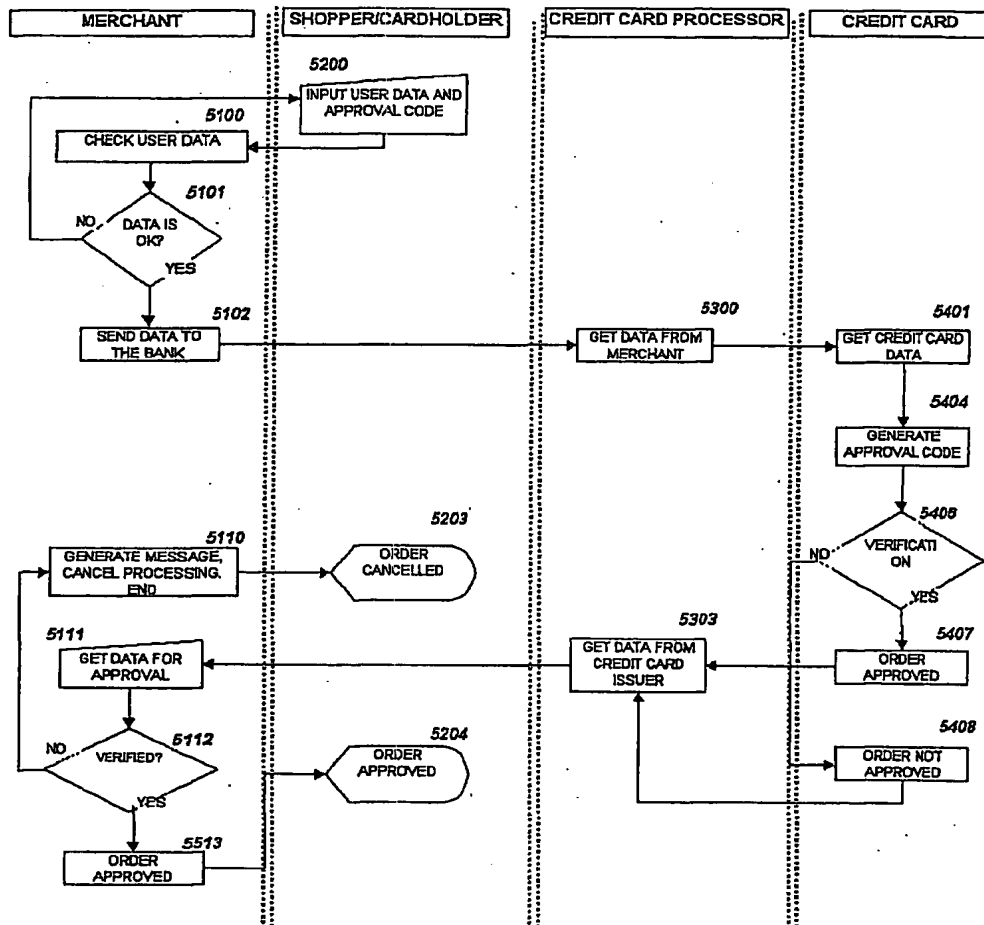 MERCHANT
SHOPPER/CARDHOLDER
CREDIT CARD PROCESSOR
CREDIT CARD
5200
INPUT USER DATA AND
APPROVAL CODE
5100
CHECK USER DATA
5101
NO
DATA IS
OK?
YES
5102
SEND DATA TO
THE BANK
5300
GET DATA FROM
MERCHANT
5401
GET CREDIT CARD
DATA
5404
GENERATE
APPROVAL CODE
5406
NO
VERIFICATI
ON
YES
5110
GENERATE MESSAGE,
CANCEL PROCESSING.
END
5203
ORDER
CANCELLED
5407
ORDER
APPROVED
5303
GET DATA FROM
CREDIT CARD
ISSUER
5111
GET DATA FOR
APPROVAL
5112
NO
VERIFIED?
YES
5204
ORDER
APPROVED
5408
ORDER NOT
APPROVED
5513
ORDER
APPROVED